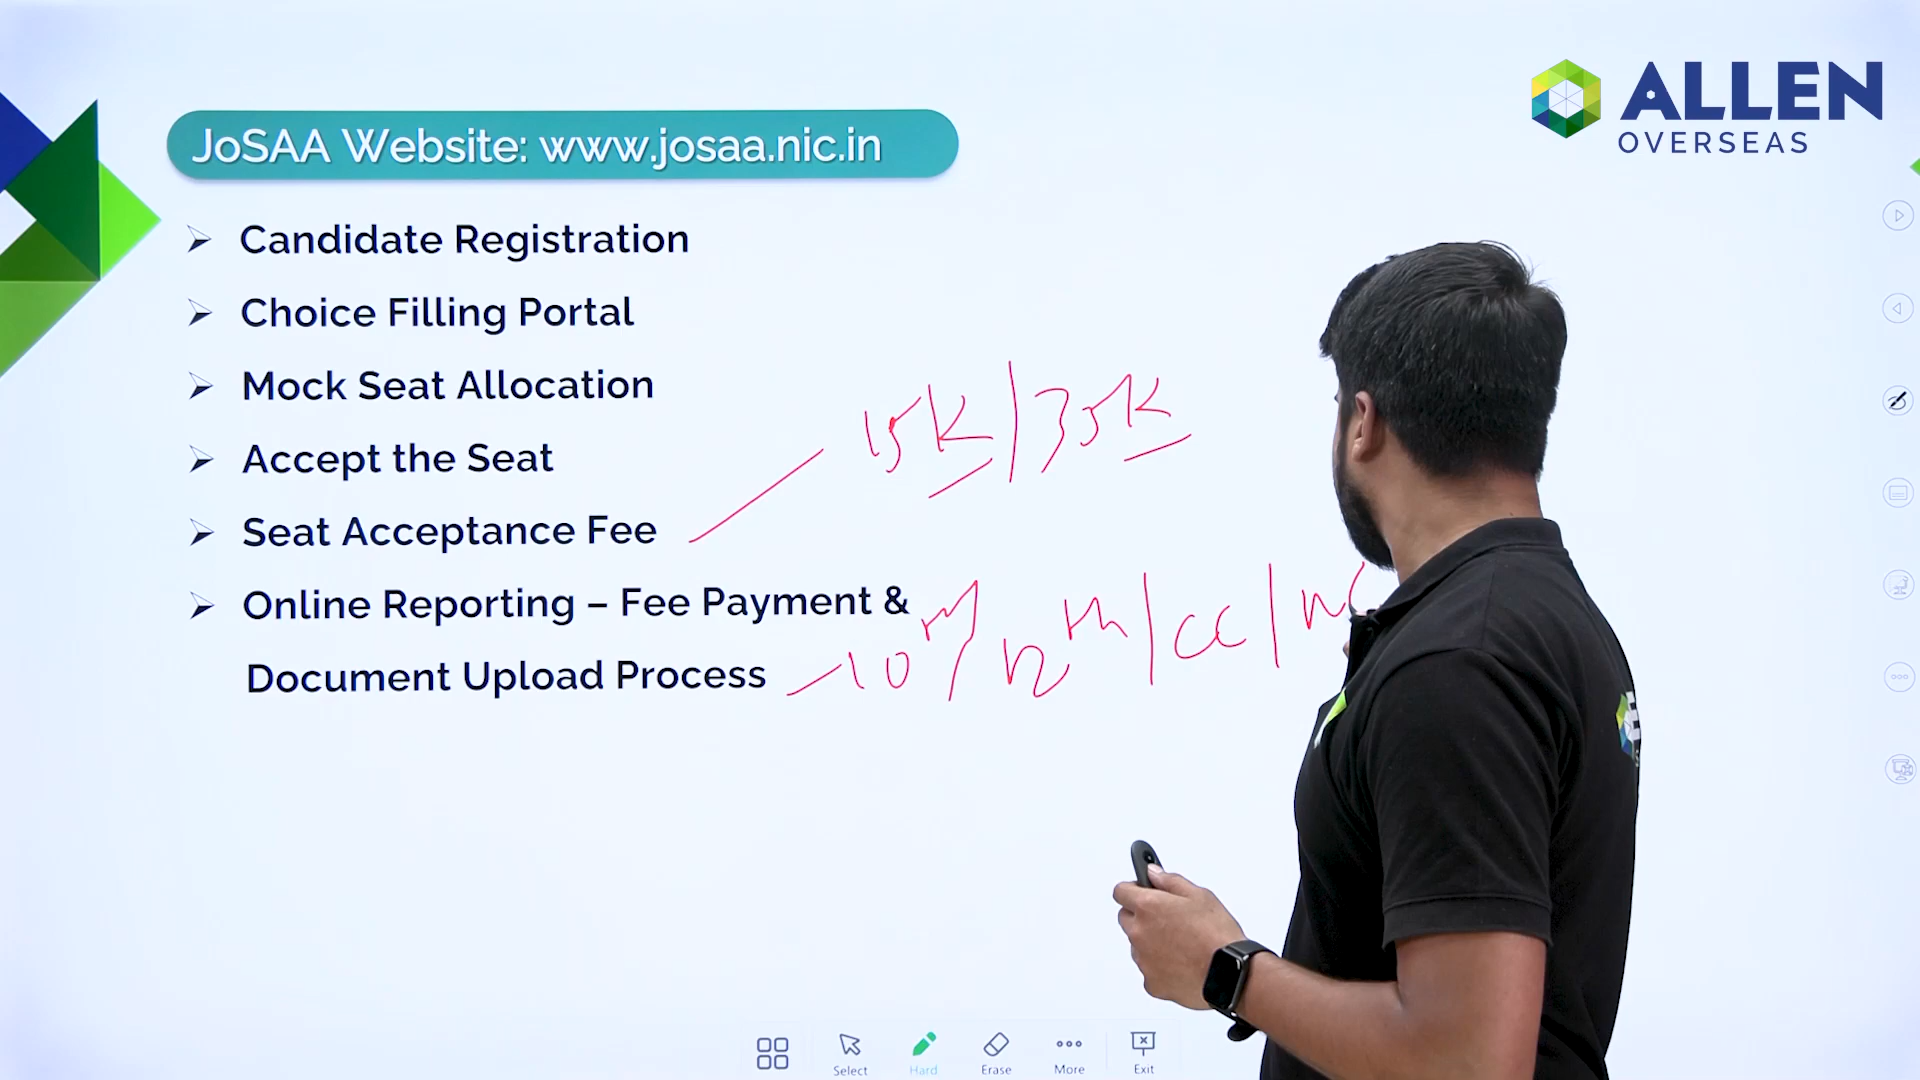 ALLEN
OVERSEAS
JoSAA Website: www.josaa.nic.in
➢ Candidate Registration
➢ Choice Filling Portal
➢ Mock Seat Allocation
➢ Accept the Seat
➢ Seat Acceptance Fee
15K/35K
➢ Online Reporting – Fee Payment &
Document Upload Process
10th/12th/CC/
Select Hard Erase More Exit